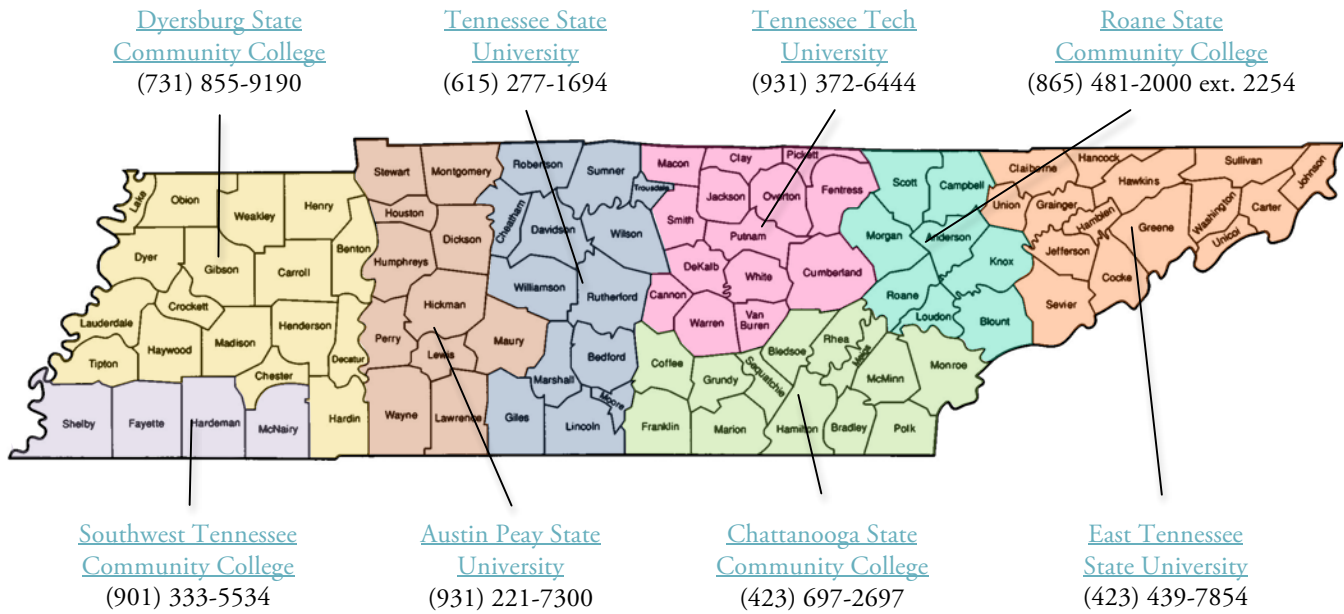 Dyersburg State
Community College
(731) 855-9190
Tennessee State
University
(615) 277-1694
Tennessee Tech
University
(931) 372-6444
Roane State
Community College
(865) 481-2000 ext. 2254
Lake
Obion
Weakley
Henry
Benton
Dyer
Gibson
Carroll
Crockett
Lauderdale
Haywood
Madison
Henderson
Decatur
Tipton
Chester
Hardin
Shelby
Fayette
Hardeman
McNairy
Stewart
Montgomery
Houston
Dickson
Humphreys
Hickman
Perry
Lewis
Maury
Wayne
Lawrence
Robertson
Sumner
Trousdale
Cheatham
Davidson
Wilson
Williamson
Rutherford
Bedford
Marshall
Moore
Giles
Lincoln
Macon
Clay
Pickett
Jackson
Overton
Fentress
Smith
Putnam
DeKalb
White
Cumberland
Cannon
Warren
Van
Buren
Scott
Campbell
Morgan
Anderson
Knox
Roane
Loudon
Blount
Coffee
Grundy
Sequatchie
Bledsoe
Rhea
Meigs
McMinn
Monroe
Franklin
Marion
Hamilton
Bradley
Polk
Claiborne
Hancock
Hawkins
Sullivan
Johnson
Union
Grainger
Hamblen
Greene
Washington
Carter
Unicoi
Jefferson
Cocke
Sevier
Southwest Tennessee
Community College
(901) 333-5534
Austin Peay State
University
(931) 221-7300
Chattanooga State
Community College
(423) 697-2697
East Tennessee
State University
(423) 439-7854